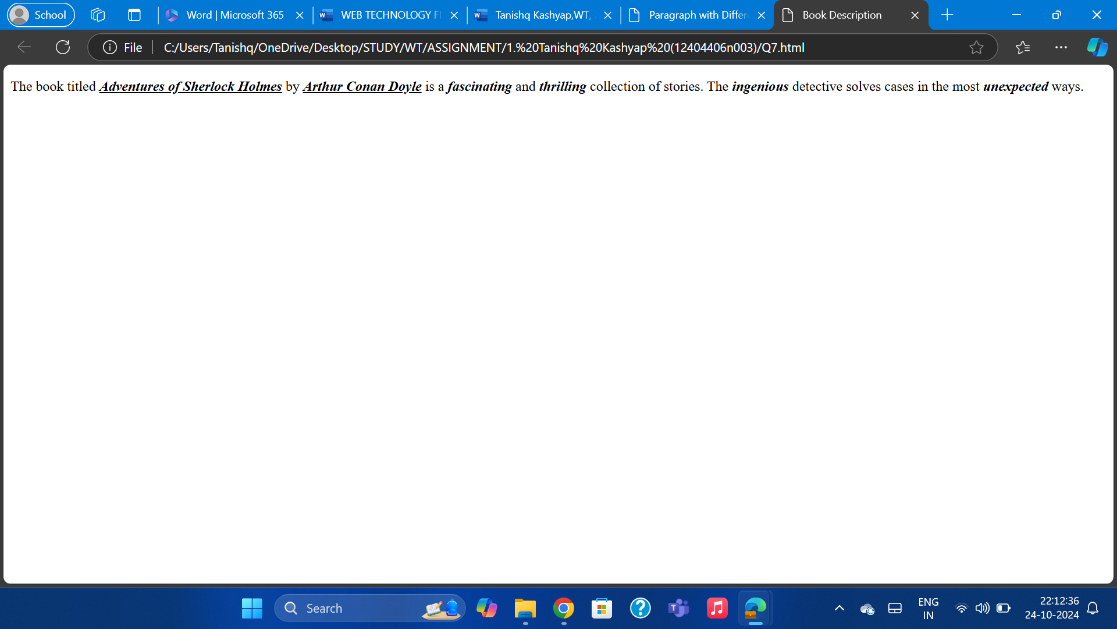 School
Word | Microsoft 365
WEB TECHNOLOGY F
Tanishq Kashyap,WT,
Paragraph with Differ
Book Description
File
C:/Users/Tanishq/OneDrive/Desktop/STUDY/WT/ASSIGNMENT/1.%20Tanishq%20Kashyap%20(12404406n003)/Q7.html
The book titled Adventures of Sherlock Holmes by Arthur Conan Doyle is a fascinating and thrilling collection of stories. The ingenious detective solves cases in the most unexpected ways.
Search
ENG
IN
22:12:36
24-10-2024